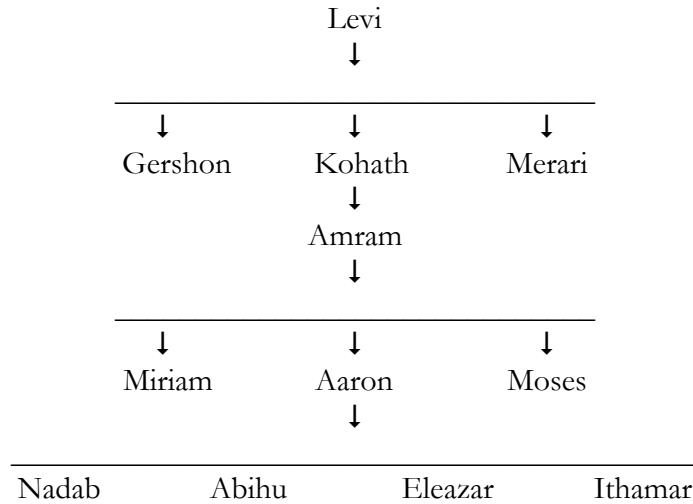 Levi
Gershon Kohath Merari
Amram
Miriam Aaron Moses
Nadab Abihu Eleazar Ithamar